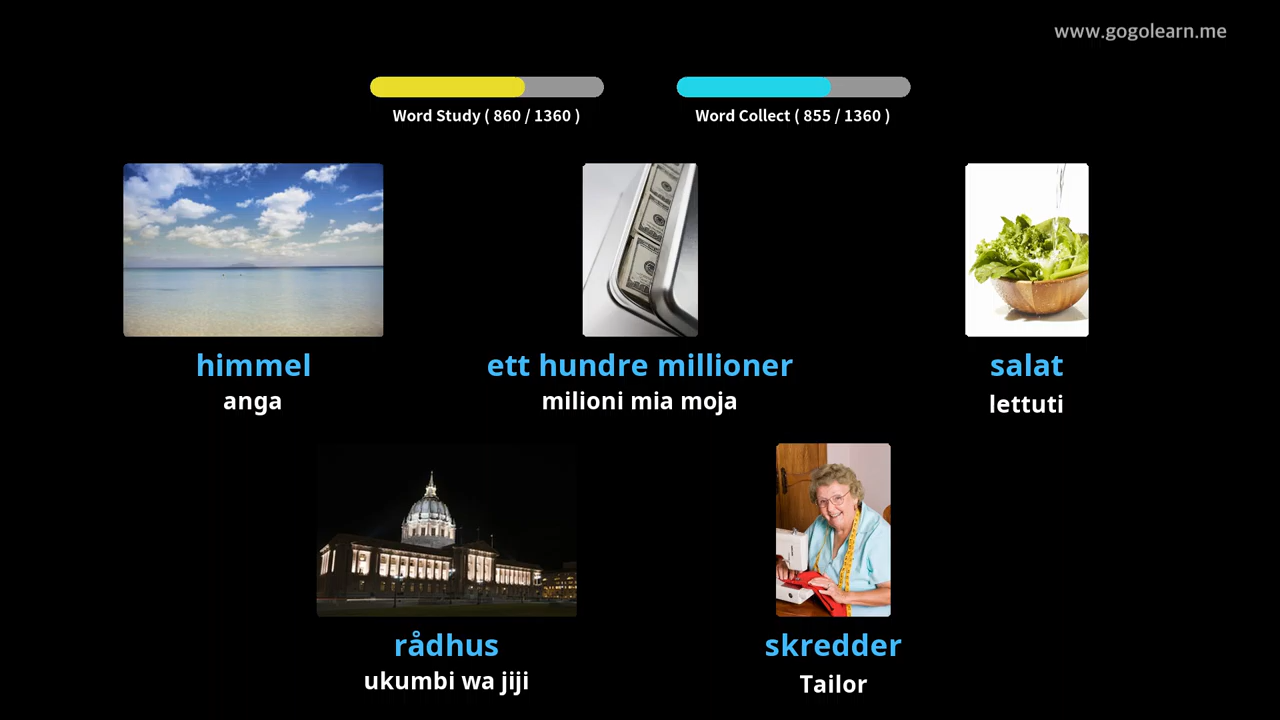 www.gogolearn.me
Word Study ( 860 / 1360 )
Word Collect ( 855 / 1360 )
himmel
anga
ett hundre millioner
milioni mia moja
salat
lettuti
rådhus
ukumbi wa jiji
skredder
Tailor